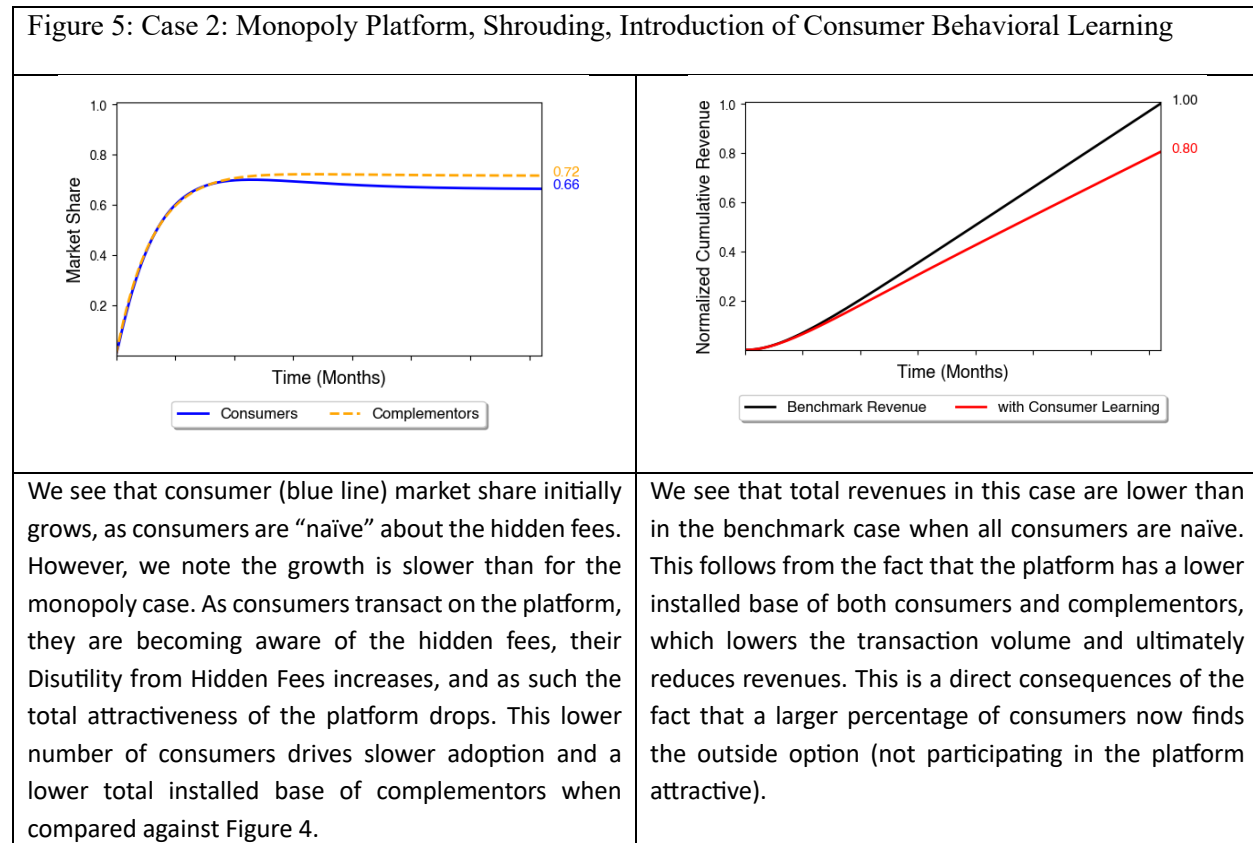 Figure 5: Case 2: Monopoly Platform, Shrouding, Introduction of Consumer Behavioral Learning
1.0
0.8
0.6
0.4
0.2
Market Share
0.72
0.66
Time (Months)
Consumers
Complementors
1.0
0.8
0.6
0.4
0.2
Normalized Cumulative Revenue
1.00
0.80
Time (Months)
Benchmark Revenue
with Consumer Learning
We see that consumer (blue line) market share initially
grows, as consumers are “naïve” about the hidden fees.
However, we note the growth is slower than for the
monopoly case. As consumers transact on the platform,
they are becoming aware of the hidden fees, their
Disutility from Hidden Fees increases, and as such the
total attractiveness of the platform drops. This lower
number of consumers drives slower adoption and a
lower total installed base of complementors when
compared against Figure 4.
We see that total revenues in this case are lower than
in the benchmark case when all consumers are naïve.
This follows from the fact that the platform has a lower
installed base of both consumers and complementors,
which lowers the transaction volume and ultimately
reduces revenues. This is a direct consequences of the
fact that a larger percentage of consumers now finds
the outside option (not participating in the platform
attractive).